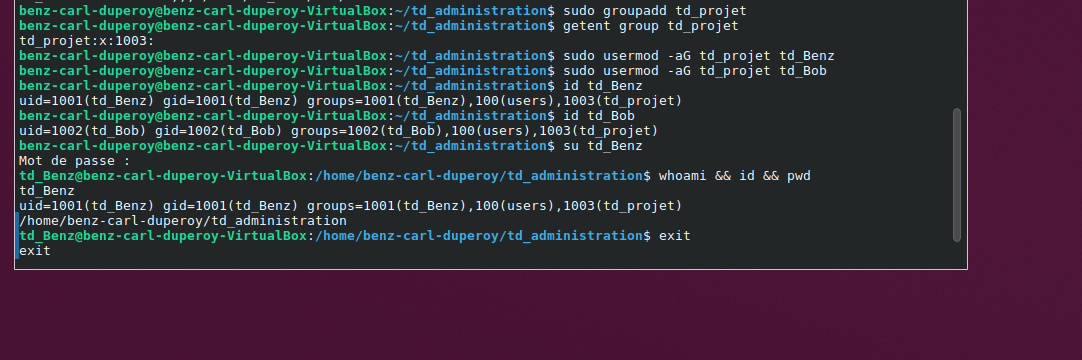 benz-carl-duperoy@benz-carl-duperoy-VirtualBox:~/td_administration$ sudo groupadd td_projet
benz-carl-duperoy@benz-carl-duperoy-VirtualBox:~/td_administration$ getent group td_projet
td_projet:x:1003:
benz-carl-duperoy@benz-carl-duperoy-VirtualBox:~/td_administration$ sudo usermod -aG td_projet td_Benz
benz-carl-duperoy@benz-carl-duperoy-VirtualBox:~/td_administration$ sudo usermod -aG td_projet td_Bob
benz-carl-duperoy@benz-carl-duperoy-VirtualBox:~/td_administration$ id td_Benz
uid=1001(td_Benz) gid=1001(td_Benz) groups=1001(td_Benz),100(users),1003(td_projet)
benz-carl-duperoy@benz-carl-duperoy-VirtualBox:~/td_administration$ id td_Bob
uid=1002(td_Bob) gid=1002(td_Bob) groups=1002(td_Bob),100(users),1003(td_projet)
benz-carl-duperoy@benz-carl-duperoy-VirtualBox:~/td_administration$ su td_Benz
Mot de passe :
td_Benz@benz-carl-duperoy-VirtualBox:/home/benz-carl-duperoy/td_administration$ whoami && id && pwd
td_Benz
uid=1001(td_Benz) gid=1001(td_Benz) groups=1001(td_Benz),100(users),1003(td_projet)
/home/benz-carl-duperoy/td_administration
td_Benz@benz-carl-duperoy-VirtualBox:/home/benz-carl-duperoy/td_administration$ exit
exit